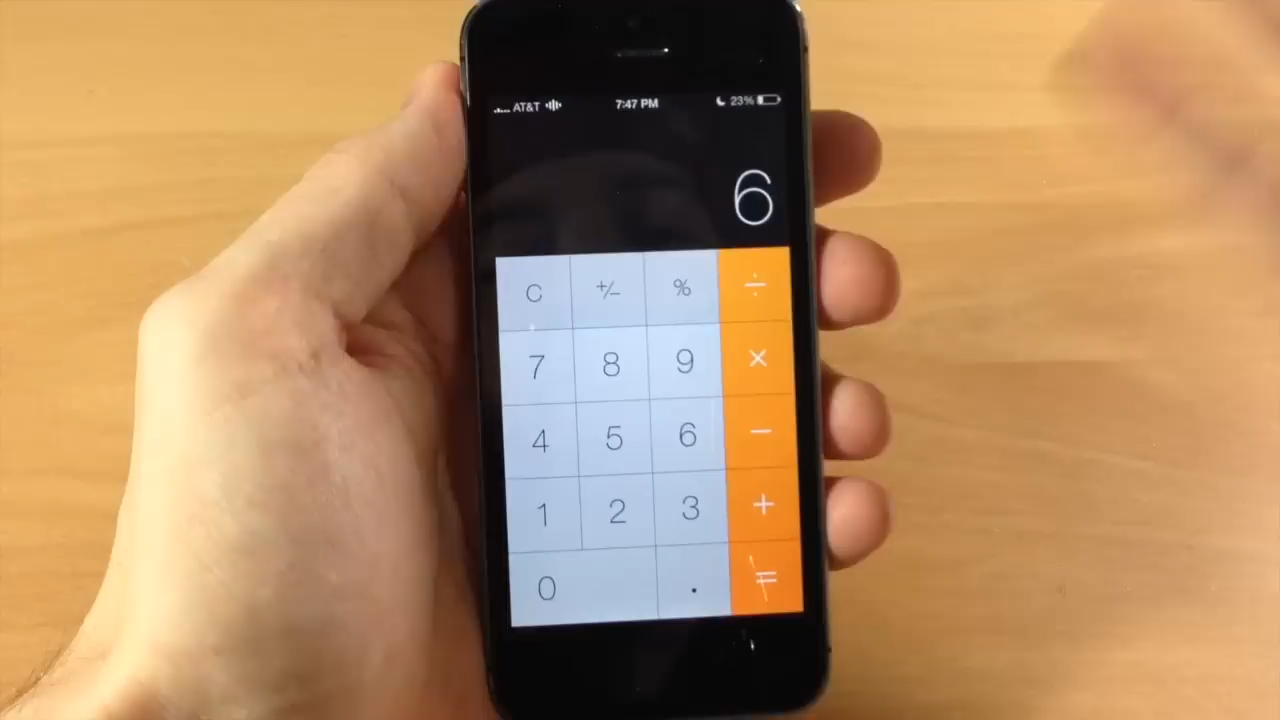 AT&T 7:47 PM 23%
6
C +/− % ÷
7 8 9 ×
4 5 6 −
1 2 3 +
0 . =